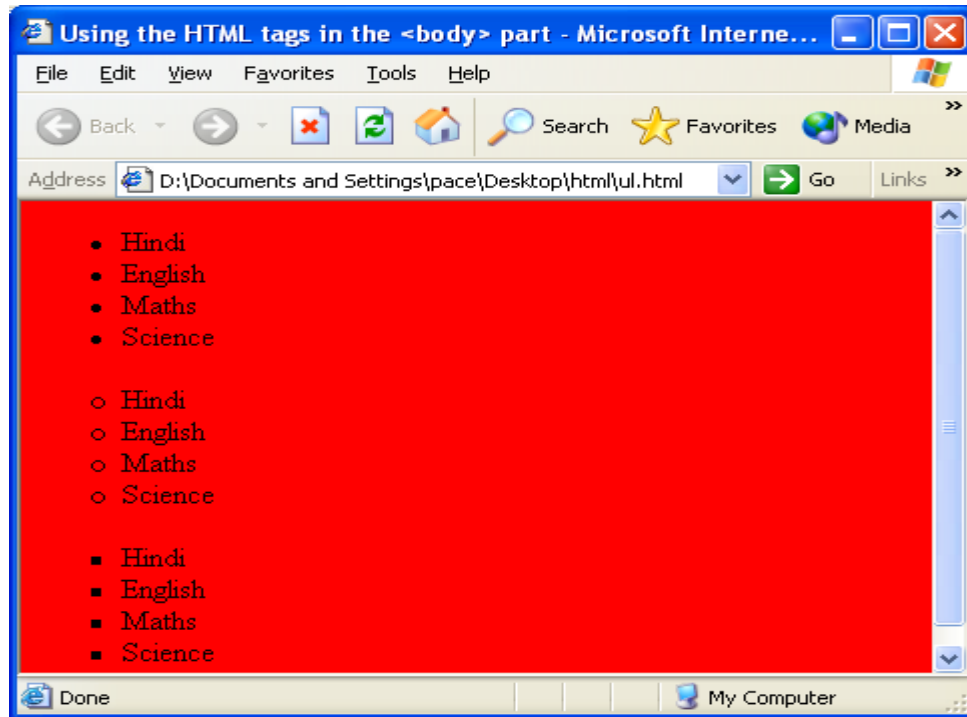 Using the HTML tags in the <body> part - Microsoft Interne...
File Edit View Favorites Tools Help
Back Search Favorites Media »
Address D:\Documents and Settings\pace\Desktop\html\ul.html Go Links »
• Hindi
• English
• Maths
• Science
○ Hindi
○ English
○ Maths
○ Science
▪ Hindi
▪ English
▪ Maths
▪ Science
Done My Computer